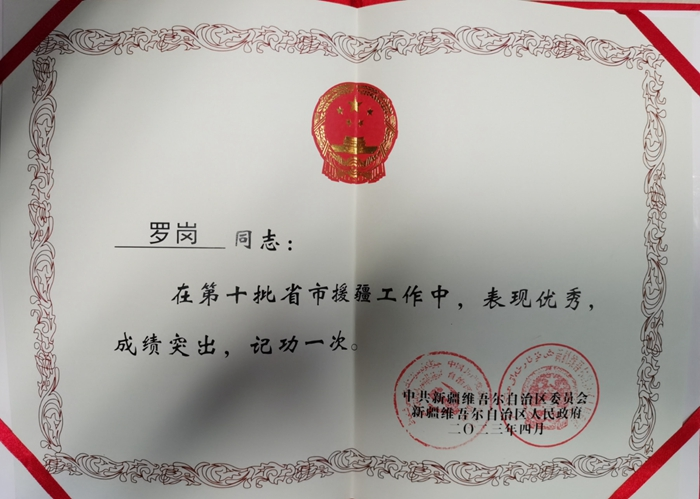 罗岗 同志：
在第十批省市援疆工作中，表现优秀，
成绩突出，记功一次。
中共新疆维吾尔自治区委员会
新疆维吾尔自治区人民政府
二〇二三年四月